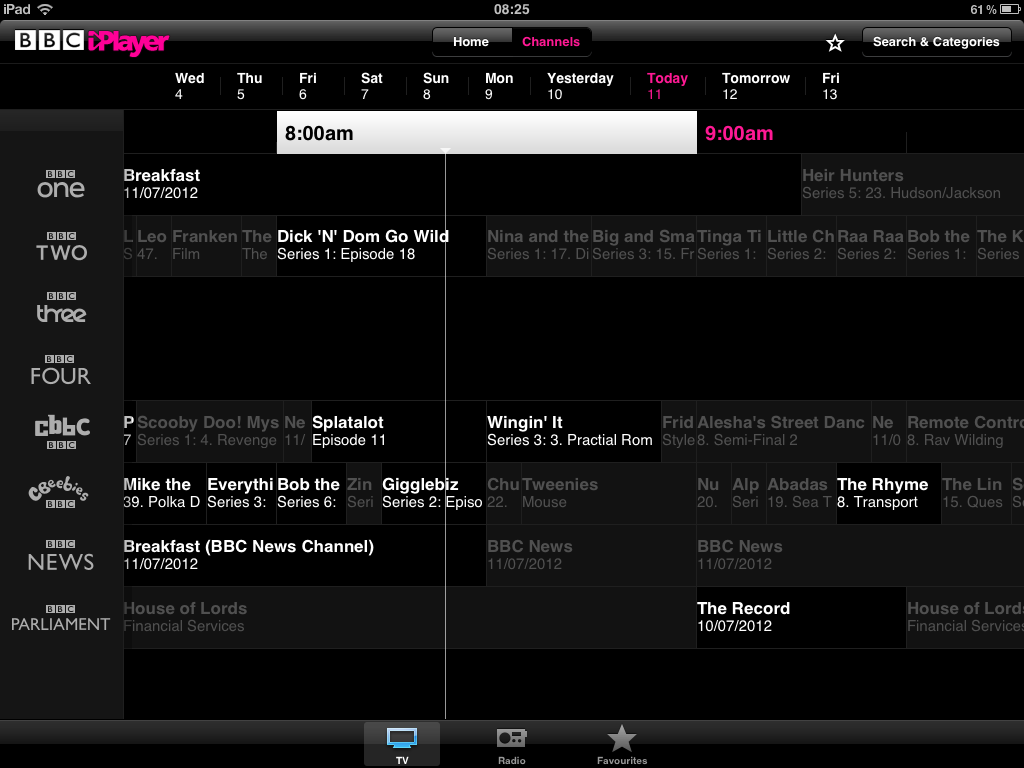 iPad 08:25 61 %
BBC iPlayer Home Channels Search & Categories
Wed Thu Fri Sat Sun Mon Yesterday Today Tomorrow Fri
4 5 6 7 8 9 10 11 12 13
8:00am 9:00am
BBC one
Breakfast Heir Hunters
11/07/2012 Series 5: 23. Hudson/Jackson
BBC TWO
L Leo Franken The Dick 'N' Dom Go Wild Nina and the Big and Sma Tinga Ti Little Ch Raa Raa Bob the The K
S 47. Film The Series 1: Episode 18 Series 1: 17. Di Series 3: 15. Fr Series 1: Series 2: Series 2: Series 1: Series
BBC three
BBC FOUR
cbbc BBC
P Scooby Doo! Mys Ne Splatalot Wingin' It Frid Alesha's Street Danc Ne Remote Contro
7 Series 1: 4. Revenge 11/ Episode 11 Series 3: 3. Practial Rom Style 8. Semi-Final 2 11/0 8. Rav Wilding
CBeebies BBC
Mike the Everythi Bob the Zin Gigglebiz Chu Tweenies Nu Alp Abadas The Rhyme The Lin S
39. Polka D Series 3: Series 6: Seri Series 2: Episo 22. Mouse 20. Seri 19. Sea T 8. Transport 15. Ques
BBC NEWS
Breakfast (BBC News Channel) BBC News BBC News
11/07/2012 11/07/2012 11/07/2012
BBC PARLIAMENT
House of Lords The Record House of Lords
Financial Services 10/07/2012 Financial Services
TV Radio Favourites